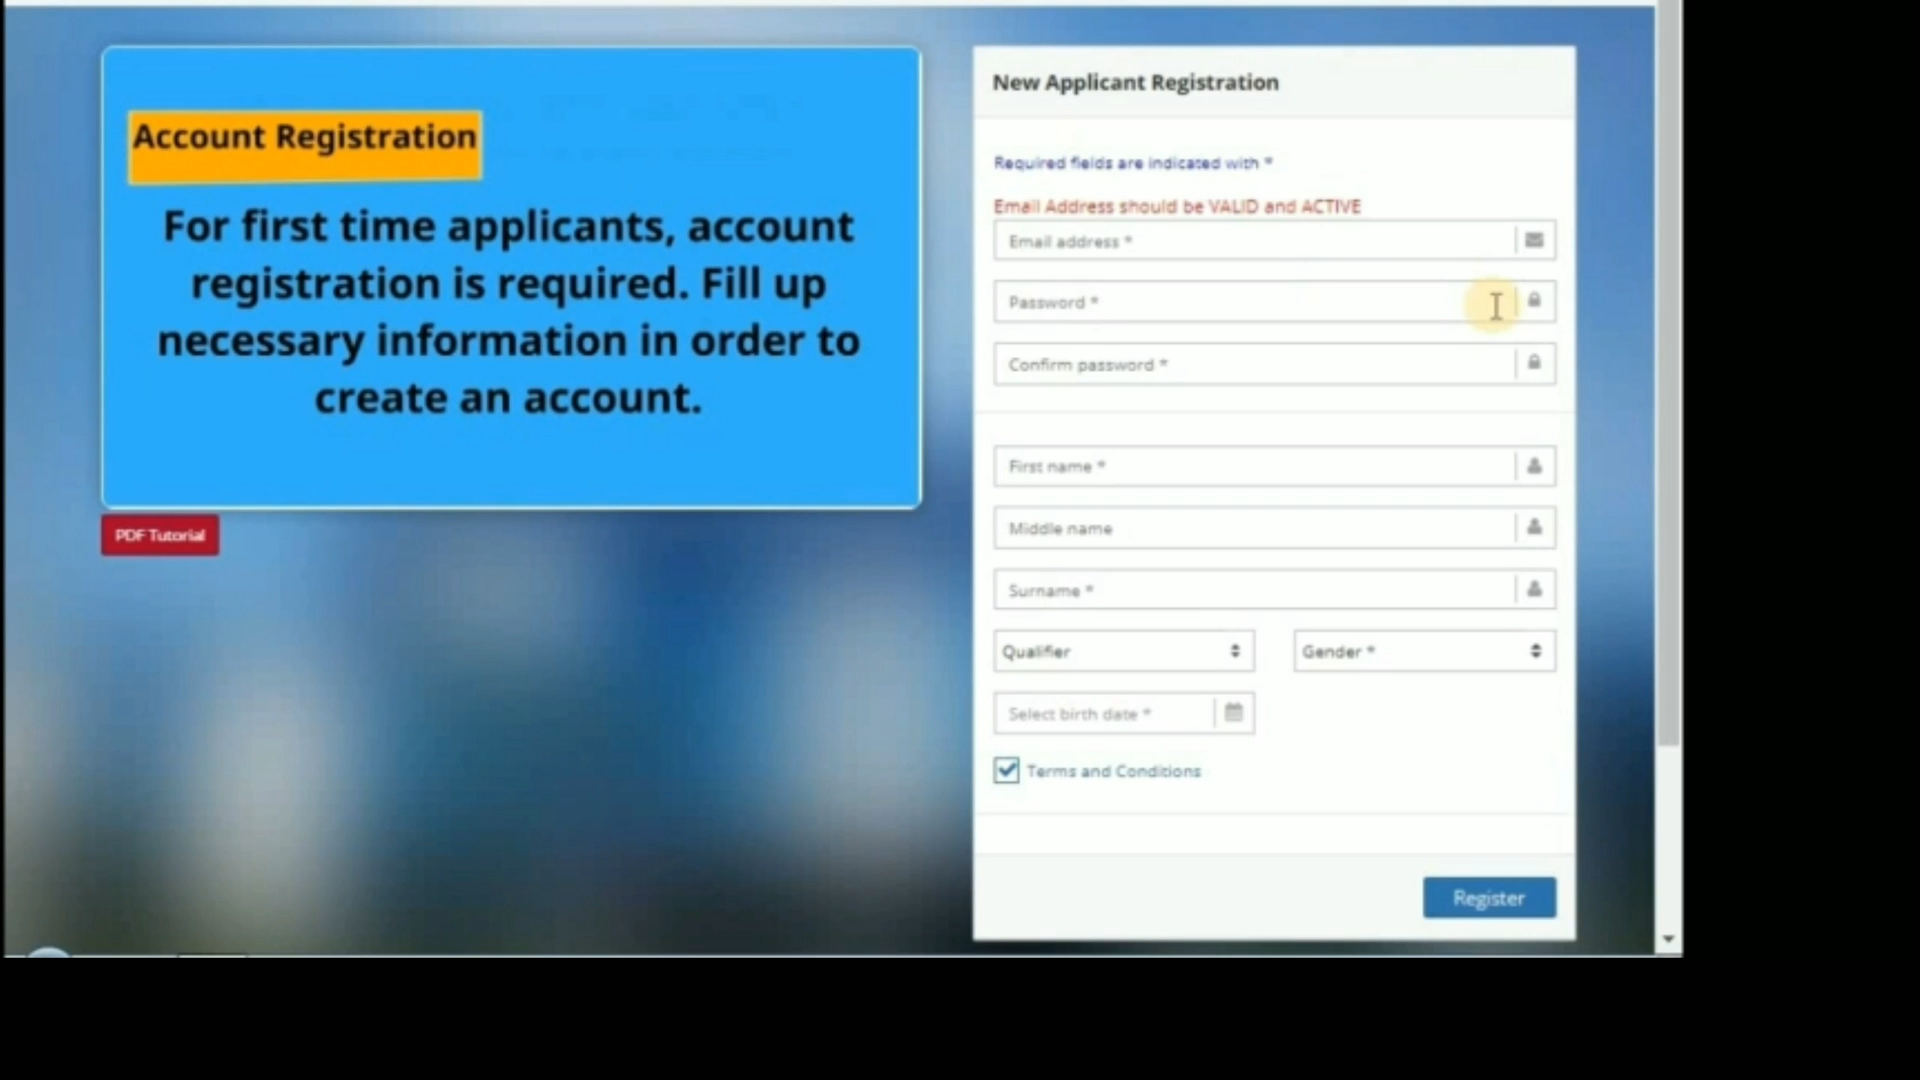 Account Registration
For first time applicants, account
registration is required. Fill up
necessary information in order to
create an account.
PDF Tutorial
New Applicant Registration
Required fields are indicated with *
Email Address should be VALID and ACTIVE
Email address *
Password *
Confirm password *
First name *
Middle name
Surname *
Qualifier
Gender *
Select birth date *
Terms and Conditions
Register